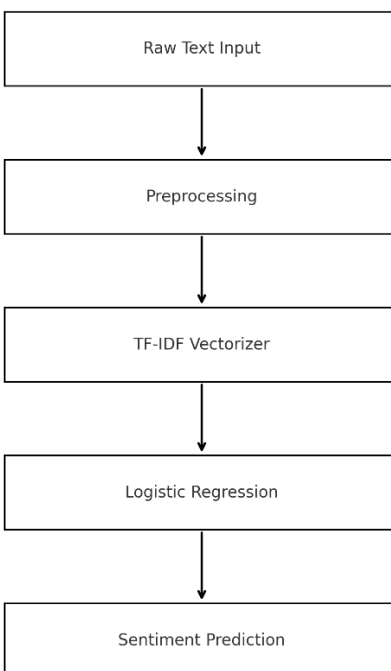 Raw Text Input
Preprocessing
TF-IDF Vectorizer
Logistic Regression
Sentiment Prediction